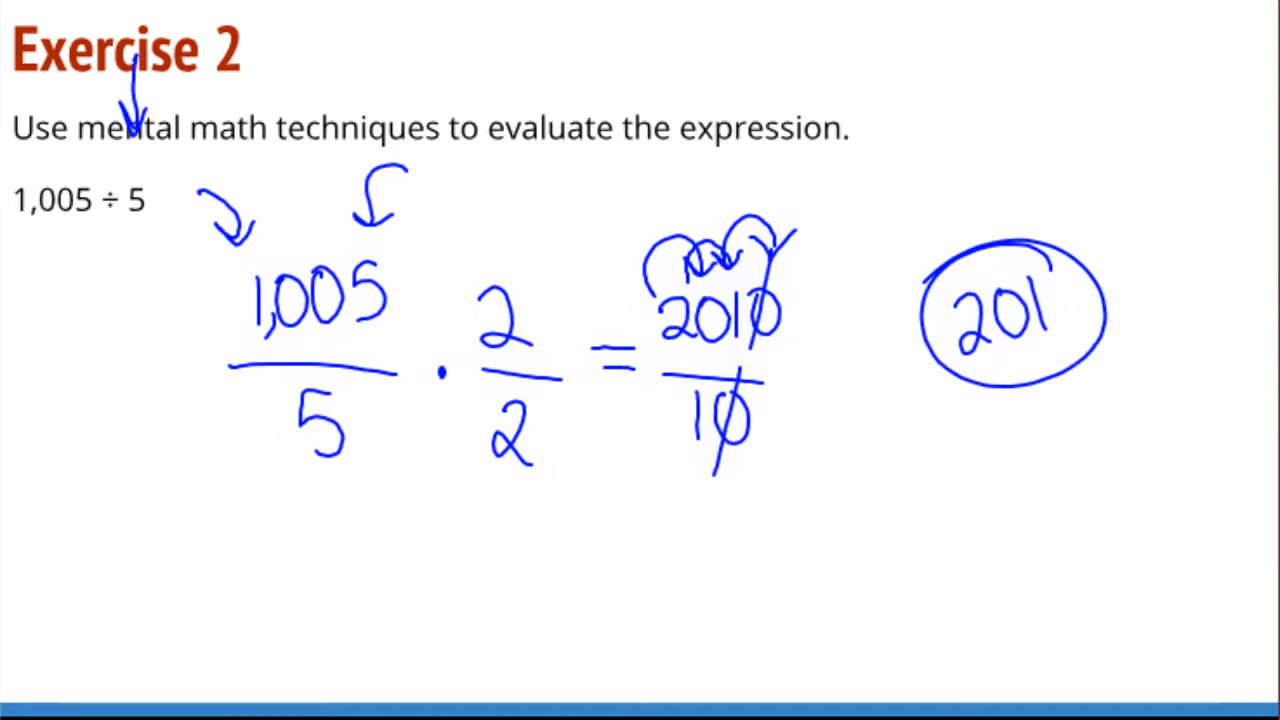 Exercise 2
Use mental math techniques to evaluate the expression.
1,005 ÷ 5
1,005 / 5 · 2 / 2 = 2010 / 10
201